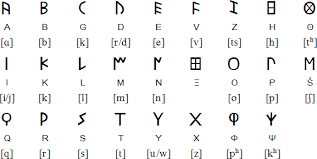 𐌀 𐌁 𐌂 𐌃 𐌄 𐌅 𐌆 𐌇 𐌈
A B G D E V Z H Θ
[ɑ] [b] [k] [r/d] [e] [v] [ts] [h] [tʰ]
𐌉 𐌊 𐌋 𐌌 𐌍 𐌎 𐌏 𐌐 𐌑
I K L M N Ξ O P Ś
[i/j] [k] [l] [m] [n] [o] [p] [ʃ]
𐌒 𐌓 𐌔 𐌕 𐌖 𐌗 𐌘 𐌙
Q R S T Y X Φ Ψ
[q] [r] [s] [t] [u/w] [pʰ] [kʰ]